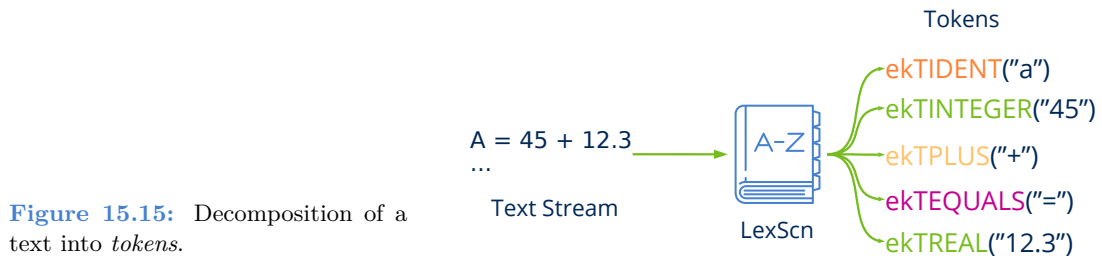 Figure 15.15: Decomposition of a
text into tokens.
A = 45 + 12.3
...
Text Stream
A-Z
LexScn
Tokens
ekTIDENT("a")
ekTINTEGER("45")
ekTPLUS("+")
ekTEQUALS("=")
ekTREAL("12.3")